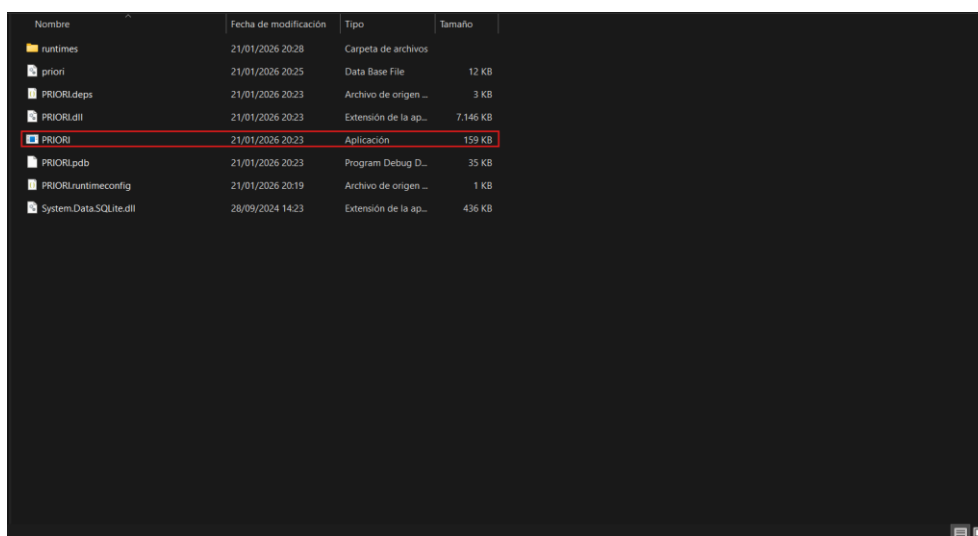 Nombre Fecha de modificación Tipo Tamaño
runtimes 21/01/2026 20:28 Carpeta de archivos
priori 21/01/2026 20:25 Data Base File 12 KB
PRIORI.deps 21/01/2026 20:23 Archivo de origen ... 3 KB
PRIORI.dll 21/01/2026 20:23 Extensión de la ap... 7.146 KB
PRIORI 21/01/2026 20:23 Aplicación 159 KB
PRIORI.pdb 21/01/2026 20:23 Program Debug D... 35 KB
PRIORI.runtimeconfig 21/01/2026 20:19 Archivo de origen ... 1 KB
System.Data.SQLite.dll 28/09/2024 14:23 Extensión de la ap... 436 KB